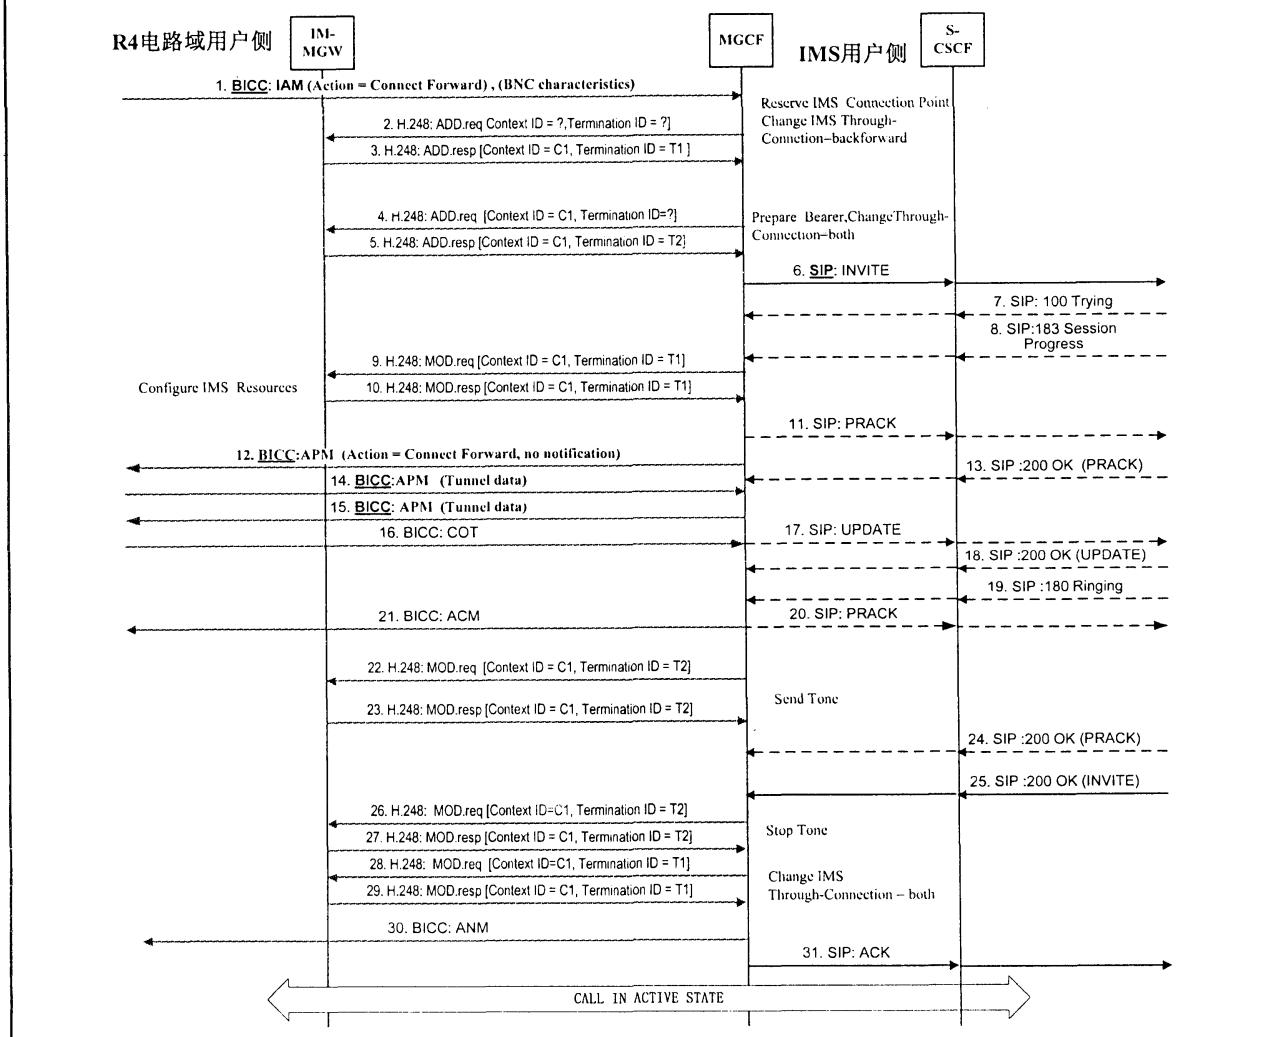 R4电路域用户侧
IM-
MGW
MGCF
IMS用户侧
S-
CSCF
1. BICC: IAM (Action = Connect Forward) , (BNC characteristics)
Reserve IMS Connection Point
Change IMS Through-
Connction-backforward
2. H.248: ADD.req Context ID = ?,Termination ID = ?]
3. H.248: ADD.resp [Context ID = C1, Termination ID = T1 ]
4. H.248: ADD.req [Context ID = C1, Termination ID=?]
Prepare Bearer,ChangeThrough-
Connection-both
5. H.248: ADD.resp [Context ID = C1, Termination ID = T2]
6. SIP: INVITE
7. SIP: 100 Trying
8. SIP:183 Session
Progress
9. H.248: MOD.req [Context ID = C1, Termination ID = T1]
Configure IMS Resources
10. H.248: MOD.resp [Context ID = C1, Termination ID = T1]
11. SIP: PRACK
12. BICC:APM (Action = Connect Forward, no notification)
13. SIP :200 OK (PRACK)
14. BICC:APM (Tunnel data)
15. BICC: APM (Tunnel data)
16. BICC: COT
17. SIP: UPDATE
18. SIP :200 OK (UPDATE)
19. SIP :180 Ringing
21. BICC: ACM
20. SIP: PRACK
22. H.248: MOD.req [Context ID = C1, Termination ID = T2]
Send Tone
23. H.248: MOD.resp [Context ID = C1, Termination ID = T2]
24. SIP :200 OK (PRACK)
25. SIP :200 OK (INVITE)
26. H.248: MOD.req [Context ID=C1, Termination ID = T2]
Stop Tone
27. H.248: MOD.resp [Context ID = C1, Termination ID = T2]
28. H.248: MOD.req [Context ID=C1, Termination ID = T1]
Change IMS
Through-Connection – both
29. H.248: MOD.resp [Context ID = C1, Termination ID = T1]
30. BICC: ANM
31. SIP: ACK
CALL IN ACTIVE STATE